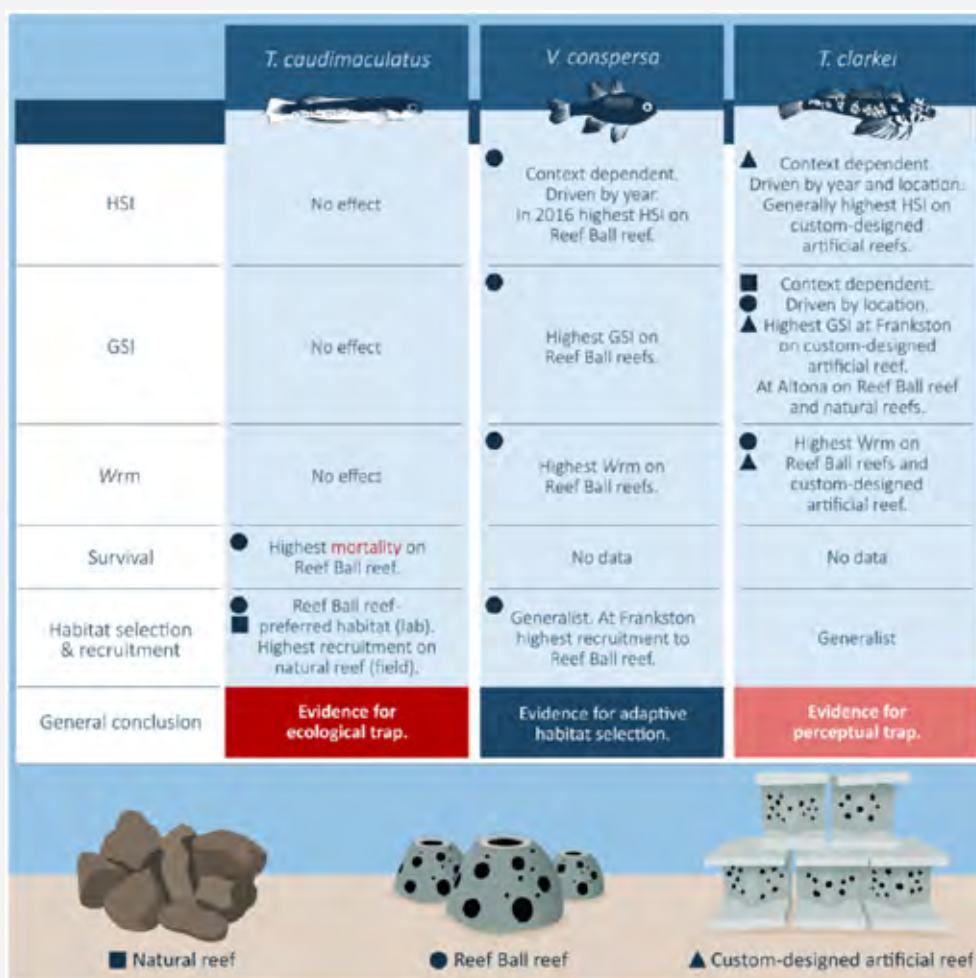 T. caudimaculatus
V. conspersa
T. clarkei
HSI
No effect
Context dependent.
Driven by year.
In 2016 highest HSI on
Reef Ball reef.
Context dependent.
Driven by year and location.
Generally highest HSI on
custom-designed
artificial reefs.
GSI
No effect
Highest GSI on
Reef Ball reefs.
Context dependent.
Driven by location.
Highest GSI at Frankston
on custom-designed
artificial reef.
At Altona on Reef Ball reef
and natural reefs.
Wrm
No effect
Highest Wrm on
Reef Ball reefs.
Highest Wrm on
Reef Ball reefs and
custom-designed
artificial reef.
Survival
Highest mortality on
Reef Ball reef.
No data
No data
Habitat selection
& recruitment
Reef Ball reef-
preferred habitat (lab).
Highest recruitment on
natural reef (field).
Generalist. At Frankston
highest recruitment to
Reef Ball reef.
Generalist
General conclusion
Evidence for
ecological trap.
Evidence for adaptive
habitat selection.
Evidence for
perceptual trap.
Natural reef
Reef Ball reef
Custom-designed artificial reef